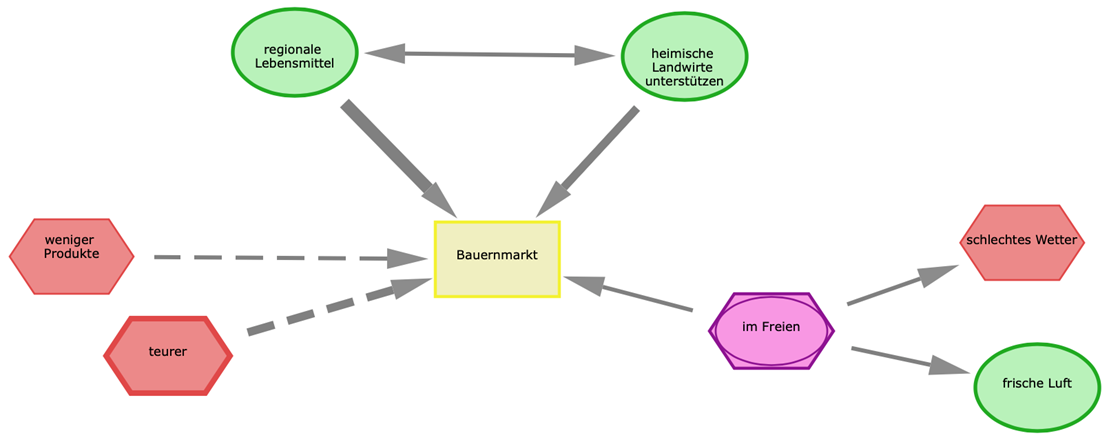 regionale
Lebensmittel
heimische
Landwirte
unterstützen
weniger
Produkte
Bauernmarkt
schlechtes Wetter
teurer
im Freien
frische Luft